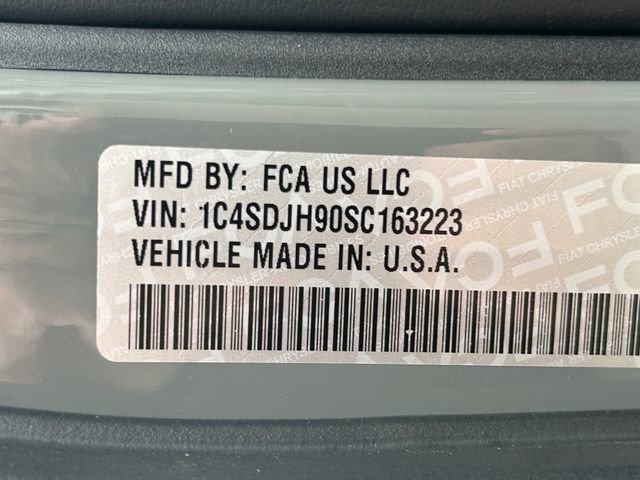 MFD BY: FCA US LLC
VIN: 1C4SDJH90SC163223
VEHICLE MADE IN: U.S.A.